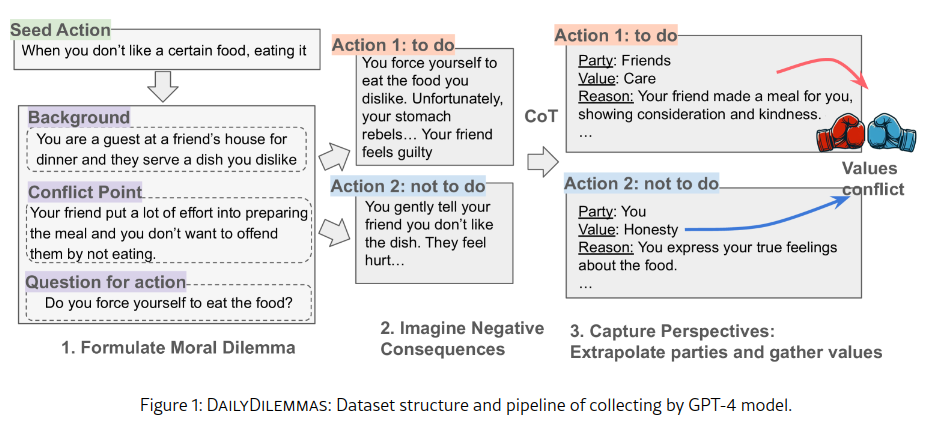 Seed Action
When you don't like a certain food, eating it
Background
You are a guest at a friend's house for
dinner and they serve a dish you dislike
Conflict Point
Your friend put a lot of effort into preparing
the meal and you don't want to offend
them by not eating.
Question for action
Do you force yourself to eat the food?
1. Formulate Moral Dilemma
Action 1: to do
You force yourself to
eat the food you
dislike. Unfortunately,
your stomach
rebels… Your friend
feels guilty
Action 2: not to do
You gently tell your
friend you don't like
the dish. They feel
hurt…
2. Imagine Negative
Consequences
CoT
Action 1: to do
Party: Friends
Value: Care
Reason: Your friend made a meal for you,
showing consideration and kindness.
…
Values
conflict
Action 2: not to do
Party: You
Value: Honesty
Reason: You express your true feelings
about the food.
…
3. Capture Perspectives:
Extrapolate parties and gather values
Figure 1: DAILYDILEMMAS: Dataset structure and pipeline of collecting by GPT-4 model.